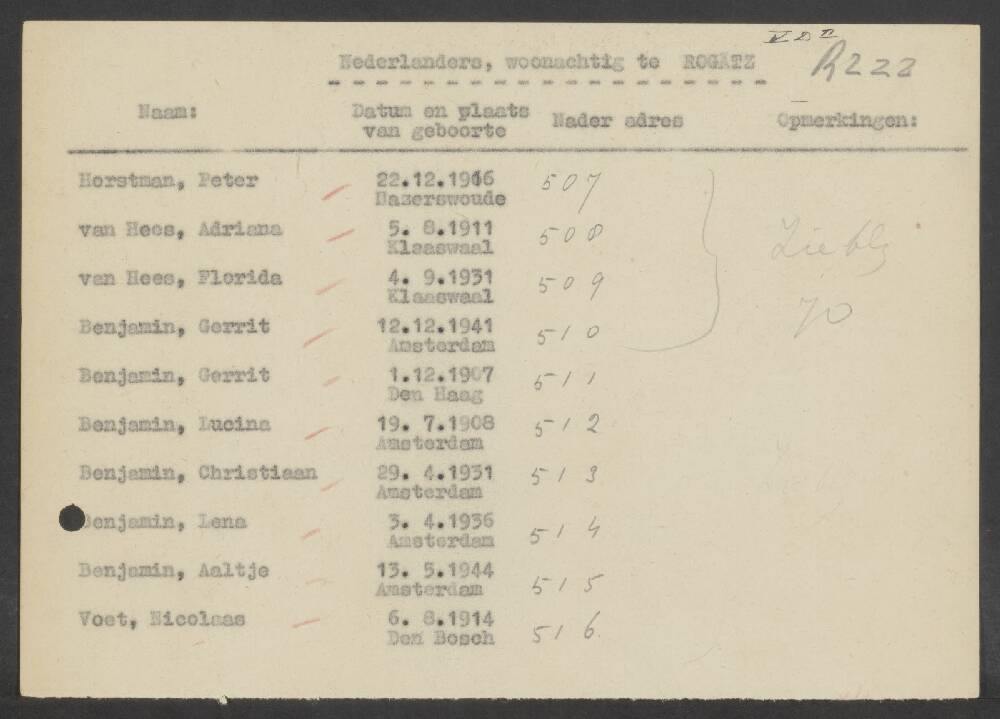 V D II
Nederlanders, woonachtig te ROGÄTZ R222
Naam: Datum en plaats van geboorte Nader adres Opmerkingen:
Horstman, Peter 22.12.1916 507
Hazerswoude
van Hees, Adriana 5. 8.1911 508
Klaaswaal
van Hees, Florida 4. 9.1931 509
Klaaswaal 70
Benjamin, Gerrit 12.12.1941 510
Amsterdam
Benjamin, Gerrit 1.12.1907 511
Den Haag
Benjamin, Lucina 19. 7.1908 512
Amsterdam
Benjamin, Christiaan 29. 4.1931 513
Amsterdam
Benjamin, Lena 3. 4.1936 514
Amsterdam
Benjamin, Aaltje 13. 5.1944 515
Amsterdam
Voet, Nicolaas 6. 8.1914 516
Den Bosch